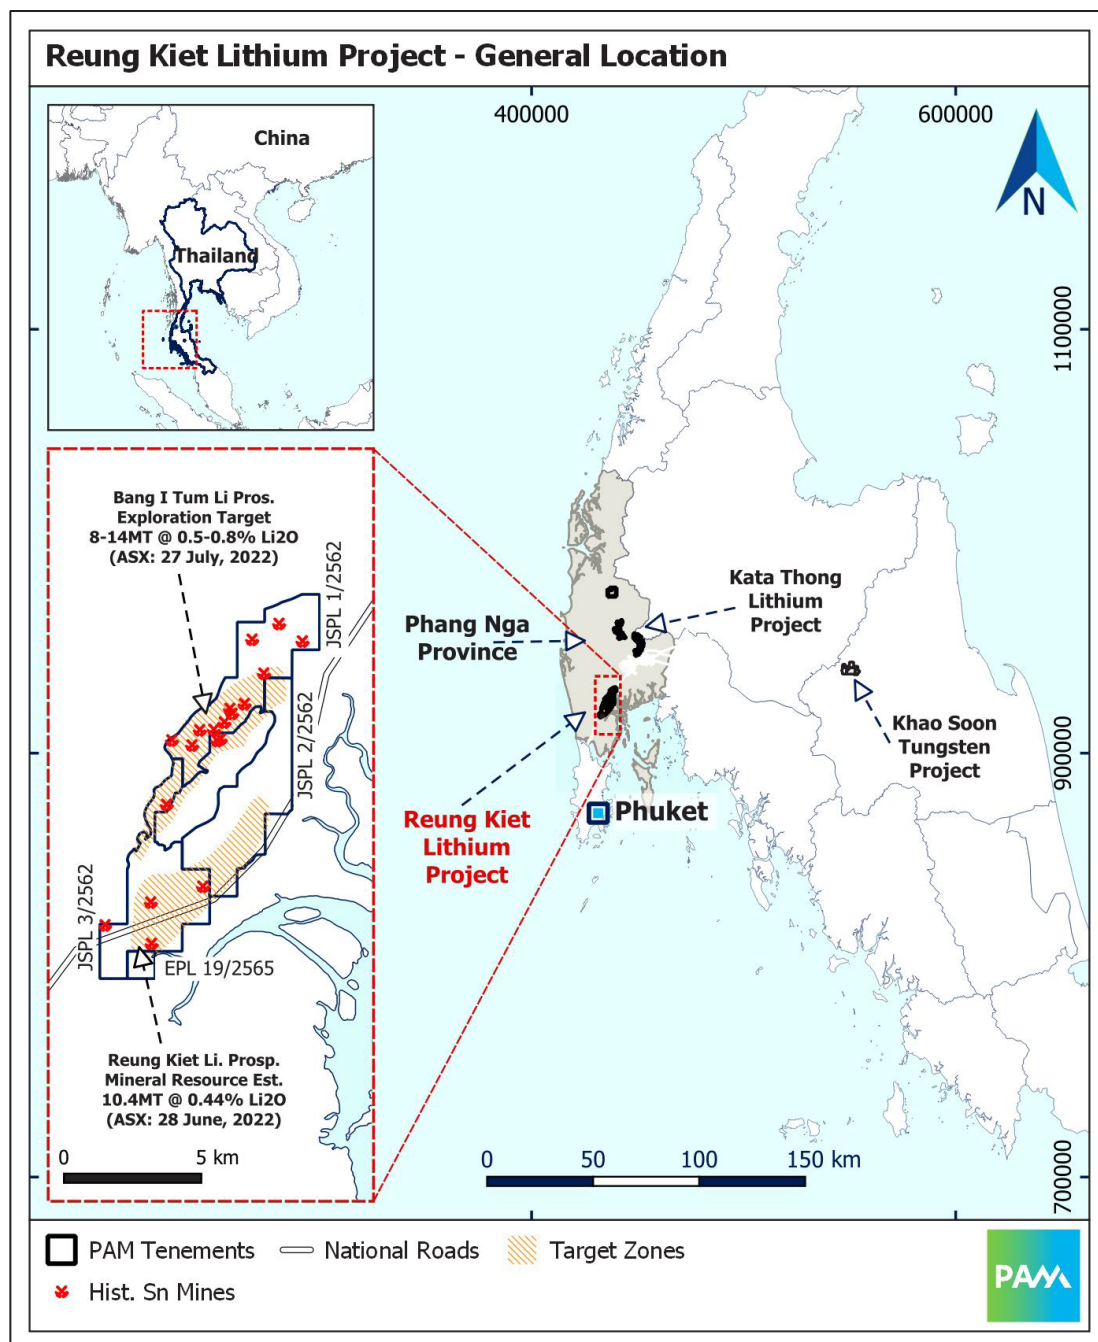 Reung Kiet Lithium Project - General Location
400000
600000
China
Thailand
N
1100000
900000
700000
Bang I Tum Li Pros.
Exploration Target
8-14MT @ 0.5-0.8% Li2O
(ASX: 27 July, 2022)
JSPL 1/2562
JSPL 2/2562
JSPL 3/2562
EPL 19/2565
Reung Kiet Li. Prosp.
Mineral Resource Est.
10.4MT @ 0.44% Li2O
(ASX: 28 June, 2022)
0
5 km
Phang Nga
Province
Kata Thong
Lithium
Project
Khao Soon
Tungsten
Project
Reung Kiet
Lithium
Project
Phuket
0
50
100
150 km
PAM Tenements
National Roads
Target Zones
Hist. Sn Mines
PAM